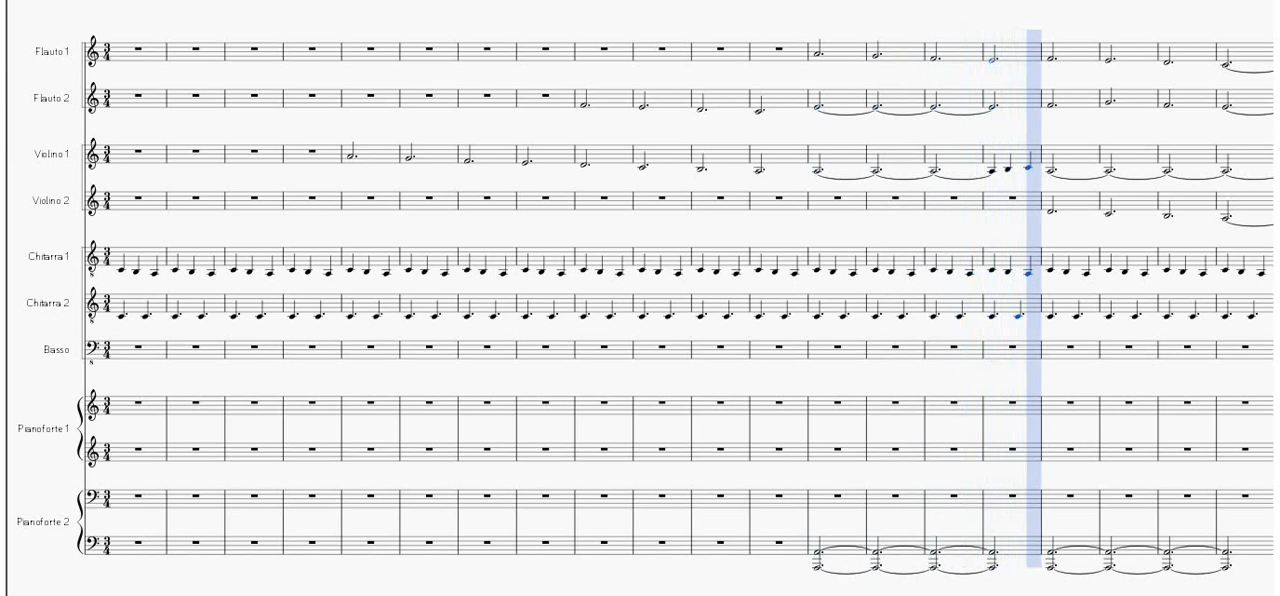 Flauto 1
Flauto 2
Violino 1
Violino 2
Chitarra 1
Chitarra 2
Basso
Pianoforte 1
Pianoforte 2